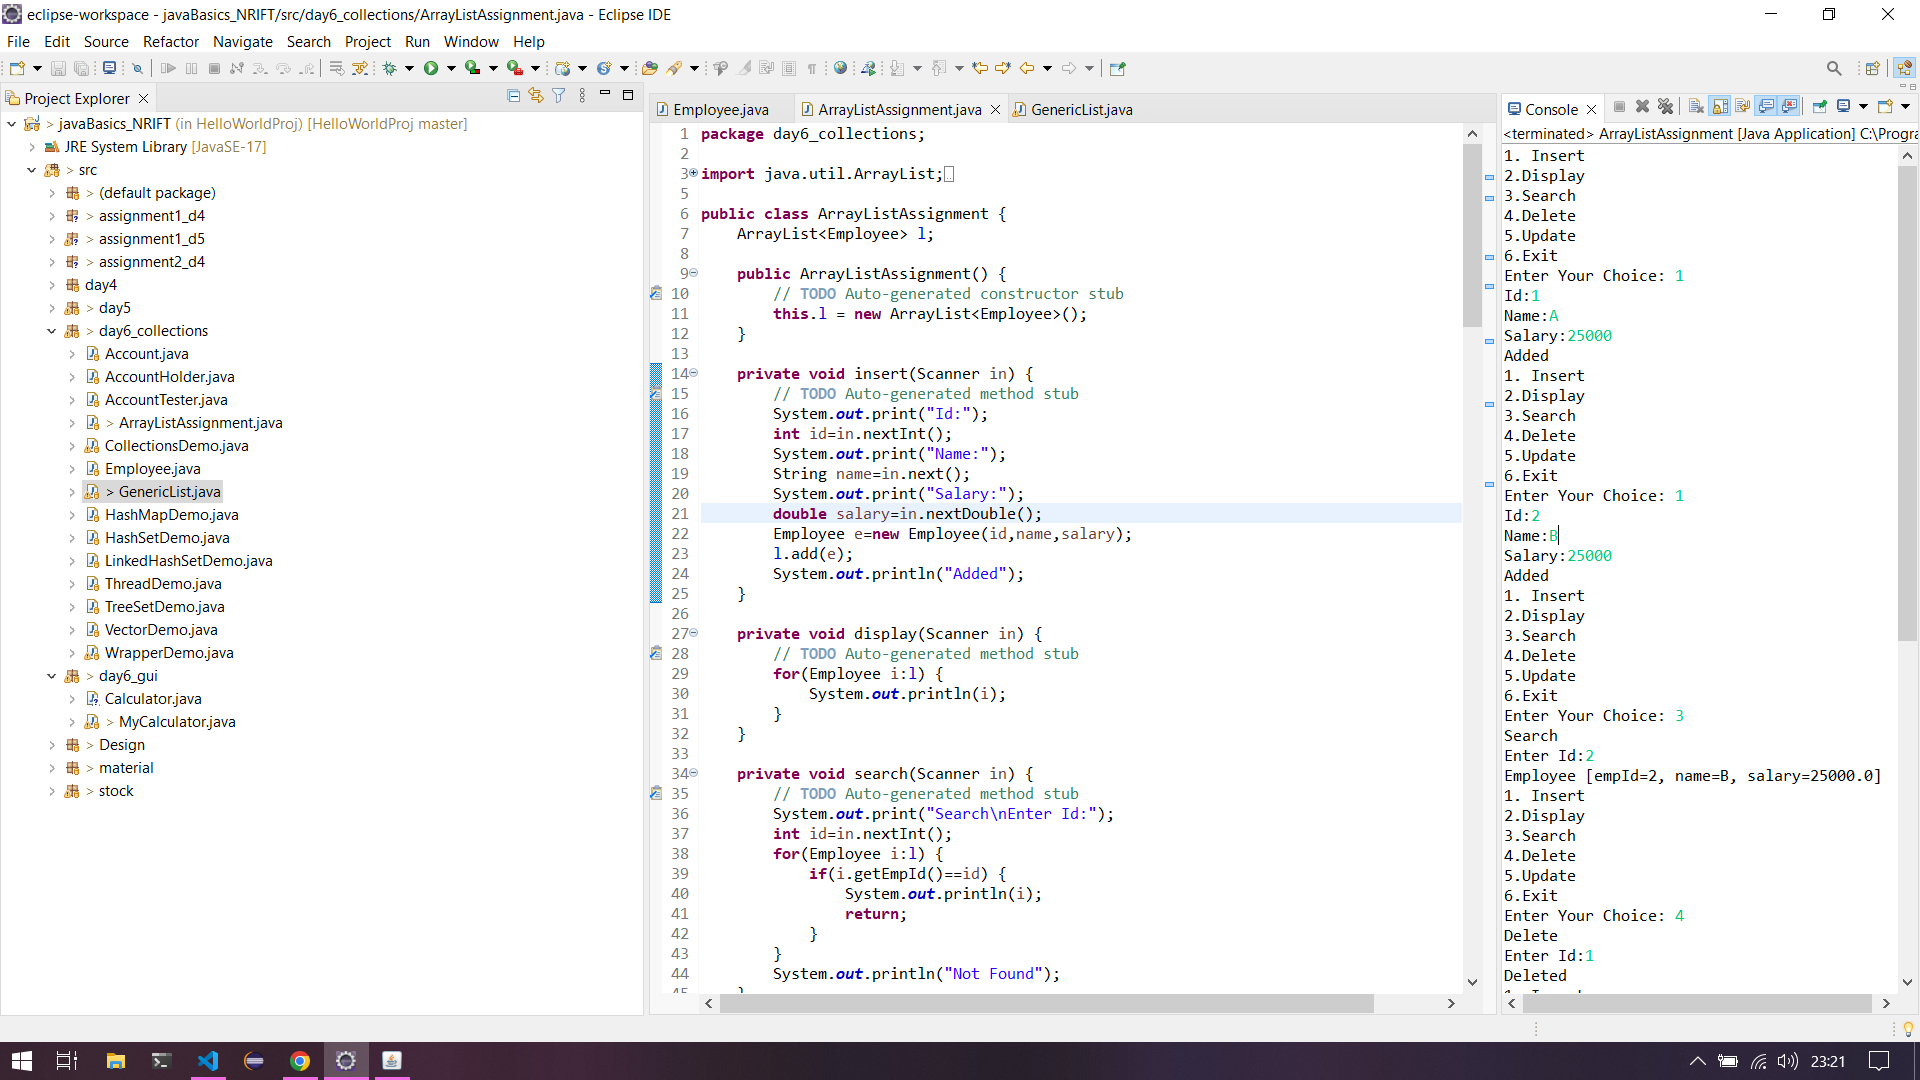 eclipse-workspace - javaBasics_NRIFT/src/day6_collections/ArrayListAssignment.java - Eclipse IDE
File Edit Source Refactor Navigate Search Project Run Window Help
Project Explorer
> javaBasics_NRIFT (in HelloWorldProj) [HelloWorldProj master]
JRE System Library [JavaSE-17]
> src
> (default package)
> assignment1_d4
> assignment1_d5
> assignment2_d4
day4
> day5
> day6_collections
Account.java
AccountHolder.java
AccountTester.java
> ArrayListAssignment.java
CollectionsDemo.java
Employee.java
> GenericList.java
HashMapDemo.java
HashSetDemo.java
LinkedHashSetDemo.java
ThreadDemo.java
TreeSetDemo.java
VectorDemo.java
WrapperDemo.java
> day6_gui
Calculator.java
> MyCalculator.java
> Design
> material
> stock
Employee.java ArrayListAssignment.java GenericList.java
1 package day6_collections;
2
3 import java.util.ArrayList;
5
6 public class ArrayListAssignment {
7 ArrayList<Employee> l;
8
9 public ArrayListAssignment() {
10 // TODO Auto-generated constructor stub
11 this.l = new ArrayList<Employee>();
12 }
13
14 private void insert(Scanner in) {
15 // TODO Auto-generated method stub
16 System.out.print("Id:");
17 int id=in.nextInt();
18 System.out.print("Name:");
19 String name=in.next();
20 System.out.print("Salary:");
21 double salary=in.nextDouble();
22 Employee e=new Employee(id,name,salary);
23 l.add(e);
24 System.out.println("Added");
25 }
26
27 private void display(Scanner in) {
28 // TODO Auto-generated method stub
29 for(Employee i:l) {
30 System.out.println(i);
31 }
32 }
33
34 private void search(Scanner in) {
35 // TODO Auto-generated method stub
36 System.out.print("Search\nEnter Id:");
37 int id=in.nextInt();
38 for(Employee i:l) {
39 if(i.getEmpId()==id) {
40 System.out.println(i);
41 return;
42 }
43 }
44 System.out.println("Not Found");
45 }
Console
<terminated> ArrayListAssignment [Java Application] C:\Progra
1. Insert
2.Display
3.Search
4.Delete
5.Update
6.Exit
Enter Your Choice: 1
Id:1
Name:A
Salary:25000
Added
1. Insert
2.Display
3.Search
4.Delete
5.Update
6.Exit
Enter Your Choice: 1
Id:2
Name:B
Salary:25000
Added
1. Insert
2.Display
3.Search
4.Delete
5.Update
6.Exit
Enter Your Choice: 3
Search
Enter Id:2
Employee [empId=2, name=B, salary=25000.0]
1. Insert
2.Display
3.Search
4.Delete
5.Update
6.Exit
Enter Your Choice: 4
Delete
Enter Id:1
Deleted
1. Insert
23:21